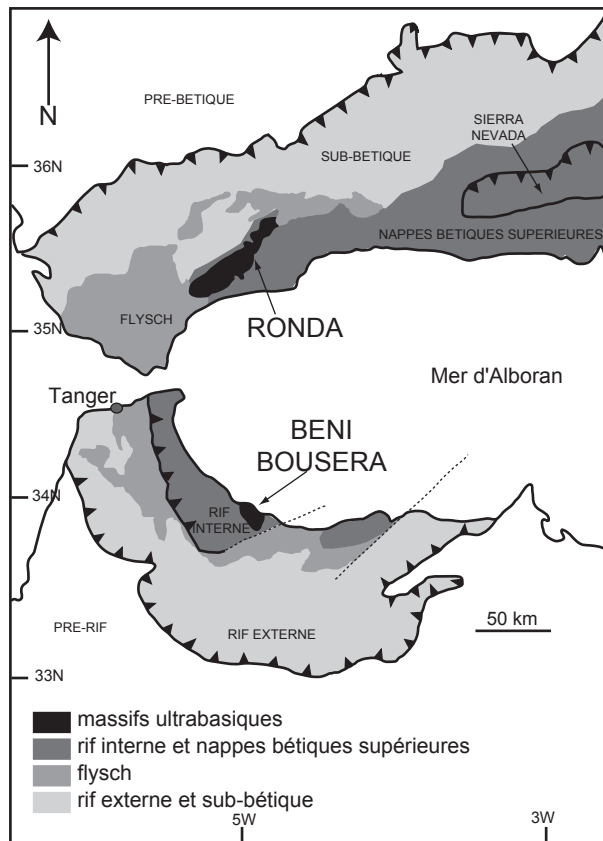 N
PRE-BETIQUE
SIERRA
NEVADA
36N
SUB-BETIQUE
NAPPES BETIQUES SUPERIEURES
FLYSCH
RONDA
35N
Mer d'Alboran
Tanger
BENI
BOUSERA
34N
RIF
INTERNE
50 km
PRE-RIF
RIF EXTERNE
33N
massifs ultrabasiques
rif interne et nappes bétiques supérieures
flysch
rif externe et sub-bétique
5W
3W